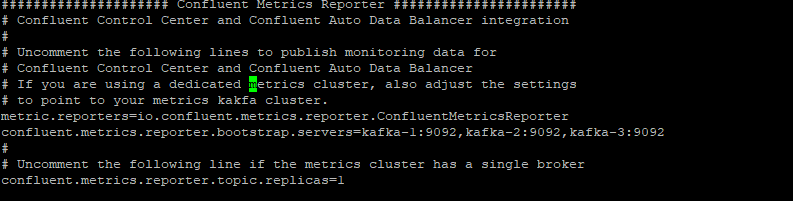 ##################### Confluent Metrics Reporter #######################
# Confluent Control Center and Confluent Auto Data Balancer integration
#
# Uncomment the following lines to publish monitoring data for
# Confluent Control Center and Confluent Auto Data Balancer
# If you are using a dedicated metrics cluster, also adjust the settings
# to point to your metrics kakfa cluster.
metric.reporters=io.confluent.metrics.reporter.ConfluentMetricsReporter
confluent.metrics.reporter.bootstrap.servers=kafka-1:9092,kafka-2:9092,kafka-3:9092
#
# Uncomment the following line if the metrics cluster has a single broker
confluent.metrics.reporter.topic.replicas=1